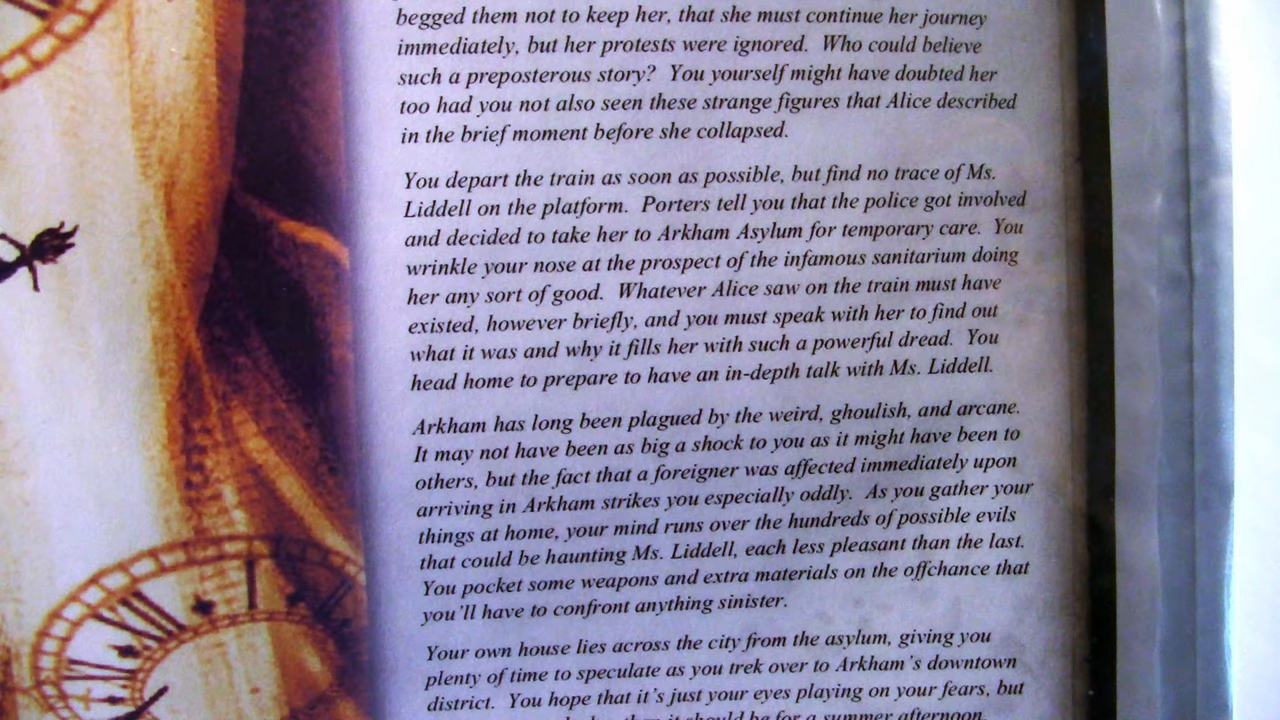 begged them not to keep her, that she must continue her journey
immediately, but her protests were ignored. Who could believe
such a preposterous story? You yourself might have doubted her
too had you not also seen these strange figures that Alice described
in the brief moment before she collapsed.
You depart the train as soon as possible, but find no trace of Ms.
Liddell on the platform. Porters tell you that the police got involved
and decided to take her to Arkham Asylum for temporary care. You
wrinkle your nose at the prospect of the infamous sanitarium doing
her any sort of good. Whatever Alice saw on the train must have
existed, however briefly, and you must speak with her to find out
what it was and why it fills her with such a powerful dread. You
head home to prepare to have an in-depth talk with Ms. Liddell.
Arkham has long been plagued by the weird, ghoulish, and arcane.
It may not have been as big a shock to you as it might have been to
others, but the fact that a foreigner was affected immediately upon
arriving in Arkham strikes you especially oddly. As you gather your
things at home, your mind runs over the hundreds of possible evils
that could be haunting Ms. Liddell, each less pleasant than the last.
You pocket some weapons and extra materials on the offchance that
you'll have to confront anything sinister.
Your own house lies across the city from the asylum, giving you
plenty of time to speculate as you trek over to Arkham's downtown
district. You hope that it's just your eyes playing on your fears, but
than it should be for a summer afternoon.